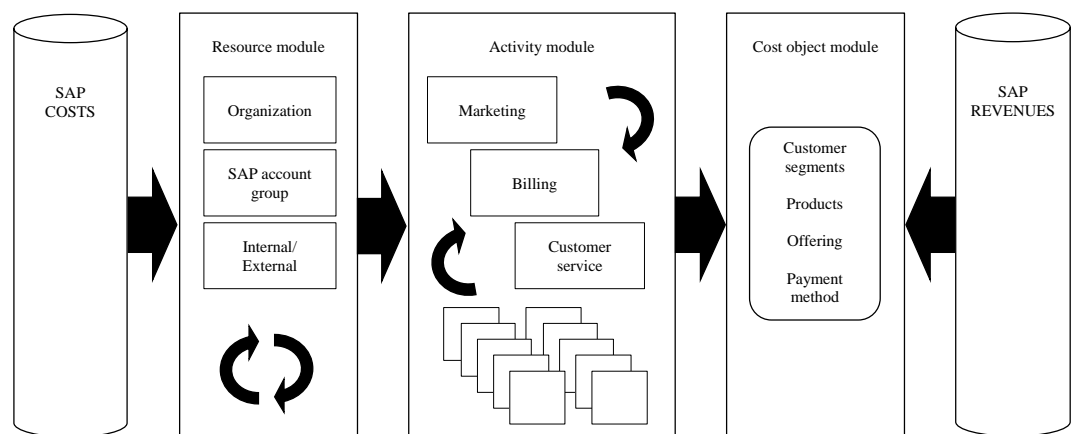 SAP
COSTS
Resource module
Organization
SAP account
group
Internal/
External
Activity module
Marketing
Billing
Customer
service
Cost object module
Customer
segments
Products
Offering
Payment
method
SAP
REVENUES